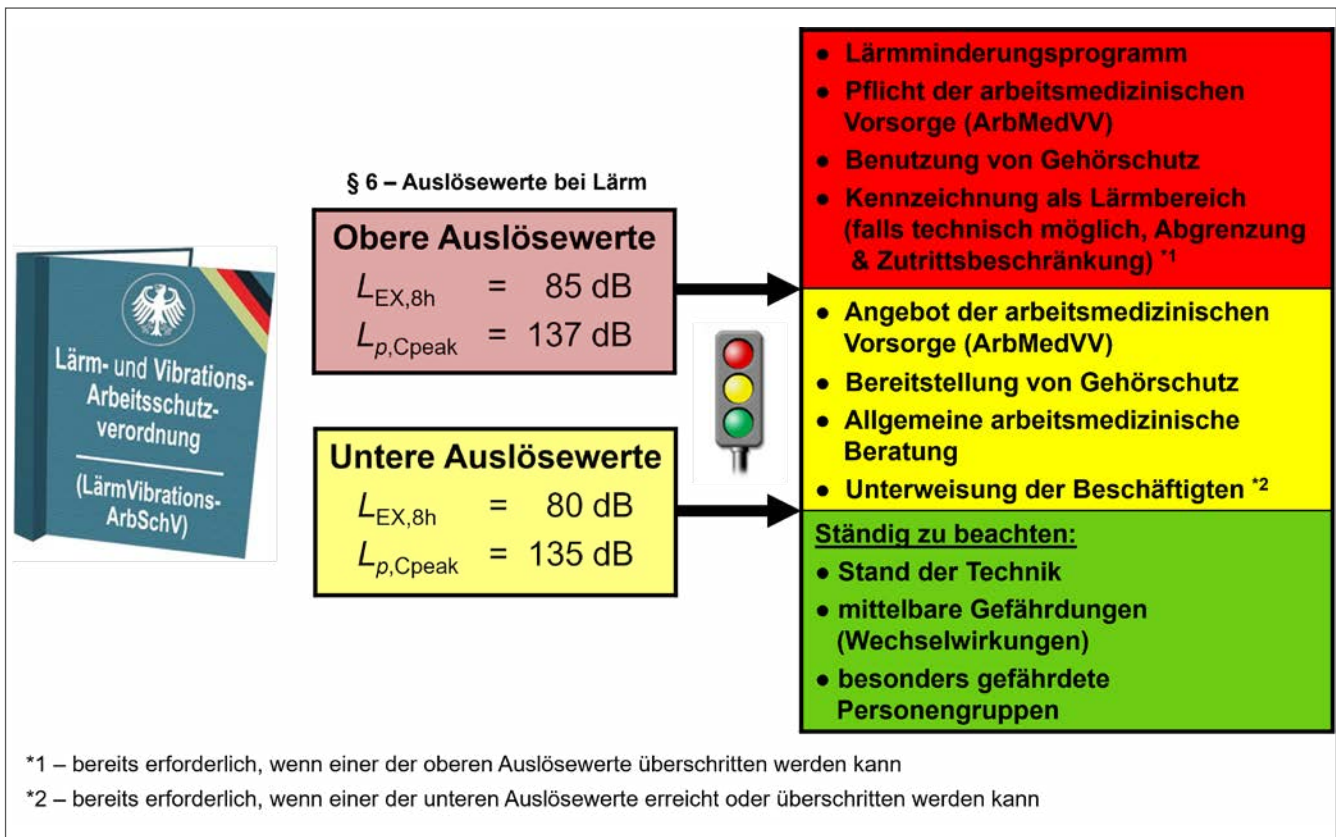 Lärm- und Vibrations-
Arbeitsschutz-
verordnung
(LärmVibrations-
ArbSchV)
§ 6 – Auslösewerte bei Lärm
Obere Auslösewerte
LEX,8h = 85 dB
Lp,Cpeak = 137 dB
Untere Auslösewerte
LEX,8h = 80 dB
Lp,Cpeak = 135 dB
● Lärmminderungsprogramm
● Pflicht der arbeitsmedizinischen
Vorsorge (ArbMedVV)
● Benutzung von Gehörschutz
● Kennzeichnung als Lärmbereich
(falls technisch möglich, Abgrenzung
& Zutrittsbeschränkung) *1
● Angebot der arbeitsmedizinischen
Vorsorge (ArbMedVV)
● Bereitstellung von Gehörschutz
● Allgemeine arbeitsmedizinische
Beratung
● Unterweisung der Beschäftigten *2
Ständig zu beachten:
● Stand der Technik
● mittelbare Gefährdungen
(Wechselwirkungen)
● besonders gefährdete
Personengruppen
*1 – bereits erforderlich, wenn einer der oberen Auslösewerte überschritten werden kann
*2 – bereits erforderlich, wenn einer der unteren Auslösewerte erreicht oder überschritten werden kann